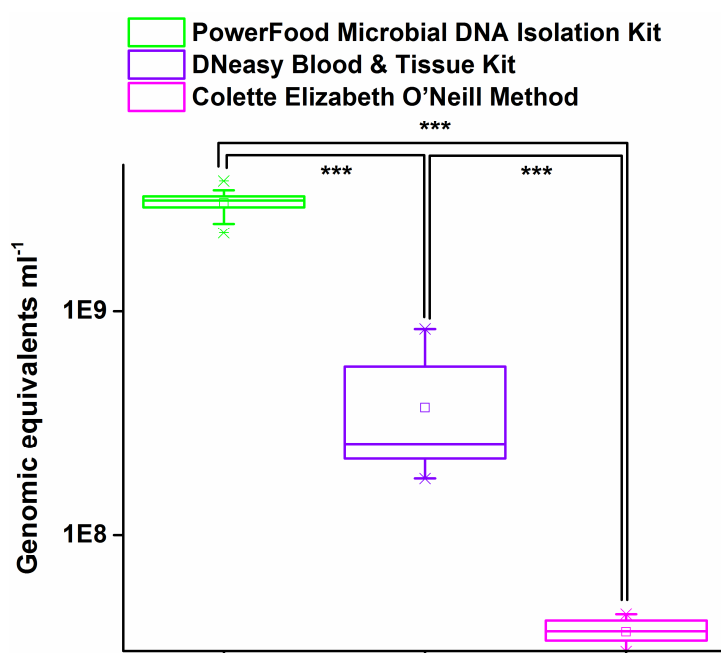 PowerFood Microbial DNA Isolation Kit
DNeasy Blood & Tissue Kit
Colette Elizabeth O’Neill Method
***
***
***
1E9
1E8
Genomic equivalents ml⁻¹